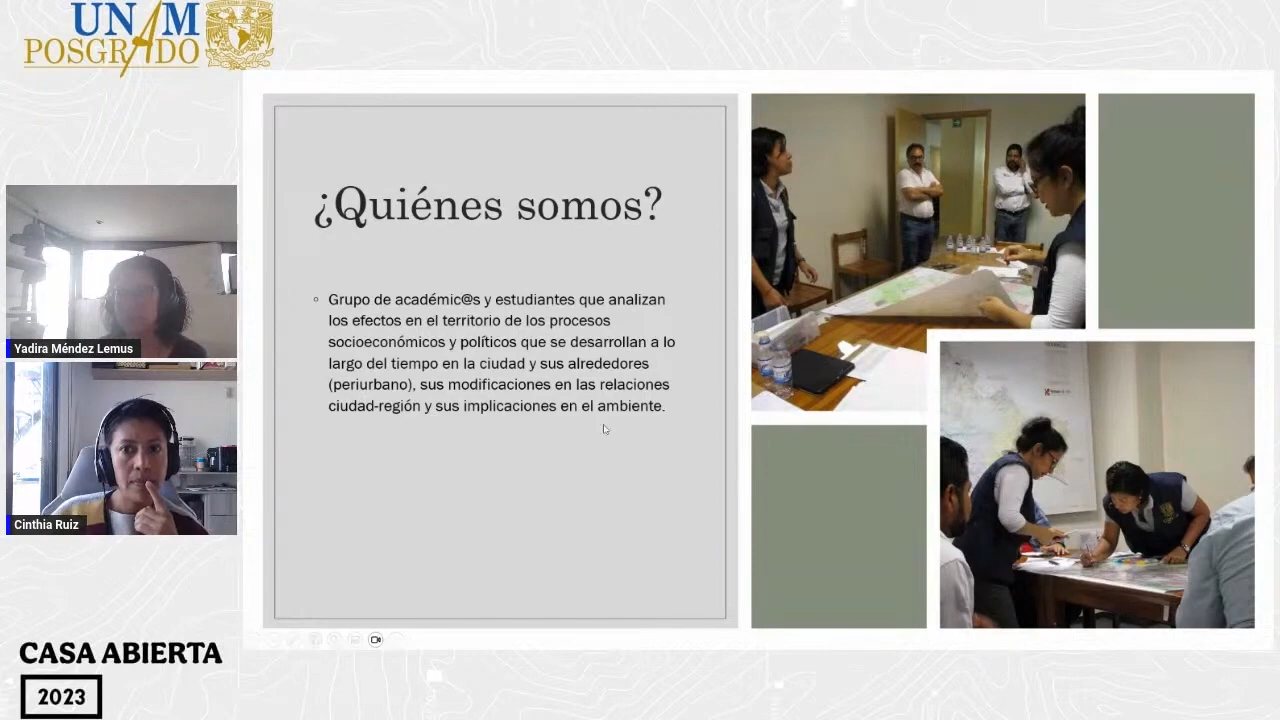 UNAM
POSGRADO
¿Quiénes somos?
Grupo de académic@s y estudiantes que analizan
los efectos en el territorio de los procesos
socioeconómicos y políticos que se desarrollan a lo
largo del tiempo en la ciudad y sus alrededores
(periurbano), sus modificaciones en las relaciones
ciudad-región y sus implicaciones en el ambiente.
Yadira Méndez Lemus
Cinthia Ruiz
CASA ABIERTA
2023